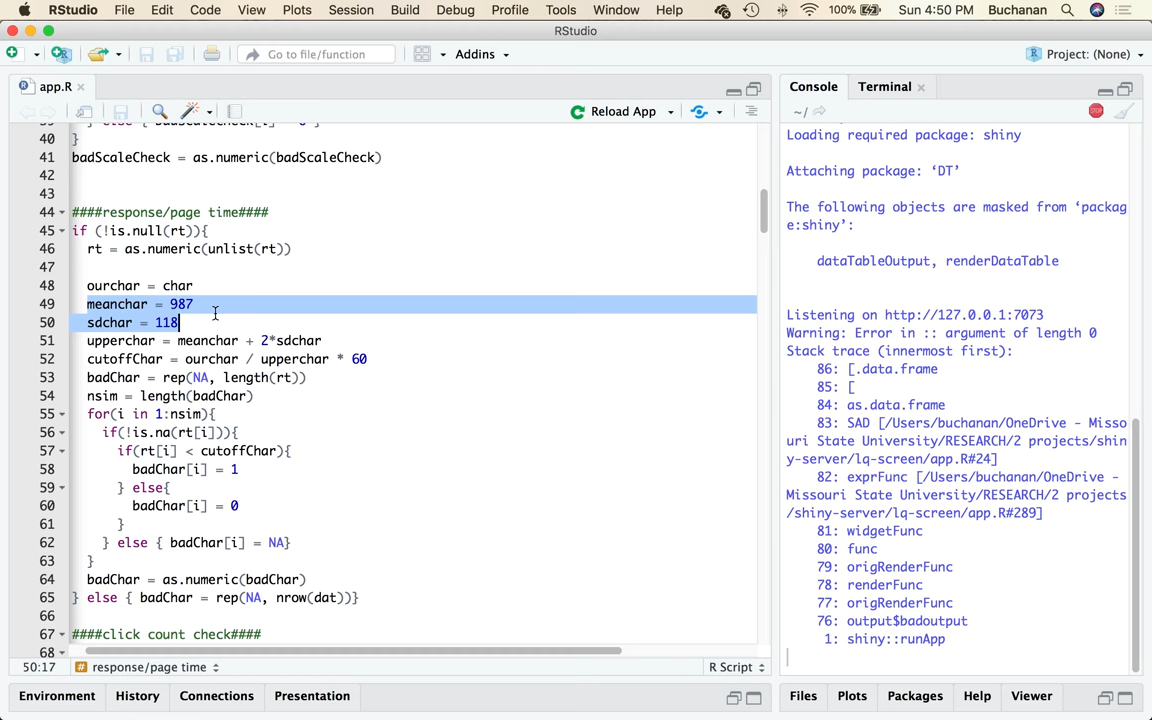 RStudio File Edit Code View Plots Session Build Debug Profile Tools Window Help 100% Sun 4:50 PM Buchanan
RStudio
Go to file/function Addins Project: (None)
app.R
Reload App
40 }
41 badScaleCheck = as.numeric(badScaleCheck)
42
43
44 ####response/page time####
45 if (!is.null(rt)){
46 rt = as.numeric(unlist(rt))
47
48 ourchar = char
49 meanchar = 987
50 sdchar = 118
51 upperchar = meanchar + 2*sdchar
52 cutoffChar = ourchar / upperchar * 60
53 badChar = rep(NA, length(rt))
54 nsim = length(badChar)
55 for(i in 1:nsim){
56 if(!is.na(rt[i])){
57 if(rt[i] < cutoffChar){
58 badChar[i] = 1
59 } else{
60 badChar[i] = 0
61 }
62 } else { badChar[i] = NA}
63 }
64 badChar = as.numeric(badChar)
65 } else { badChar = rep(NA, nrow(dat))}
66
67 ####click count check####
68
50:17 # response/page time R Script
Environment History Connections Presentation
Console Terminal
~/
Loading required package: shiny
Attaching package: ‘DT’
The following objects are masked from ‘packag
e:shiny’:
dataTableOutput, renderDataTable
Listening on http://127.0.0.1:7073
Warning: Error in :: argument of length 0
Stack trace (innermost first):
86: [.data.frame
85: [
84: as.data.frame
83: SAD [/Users/buchanan/OneDrive - Misso
uri State University/RESEARCH/2 projects/shin
y-server/lq-screen/app.R#24]
82: exprFunc [/Users/buchanan/OneDrive -
Missouri State University/RESEARCH/2 projects
/shiny-server/lq-screen/app.R#289]
81: widgetFunc
80: func
79: origRenderFunc
78: renderFunc
77: origRenderFunc
76: output$badoutput
1: shiny::runApp
Files Plots Packages Help Viewer